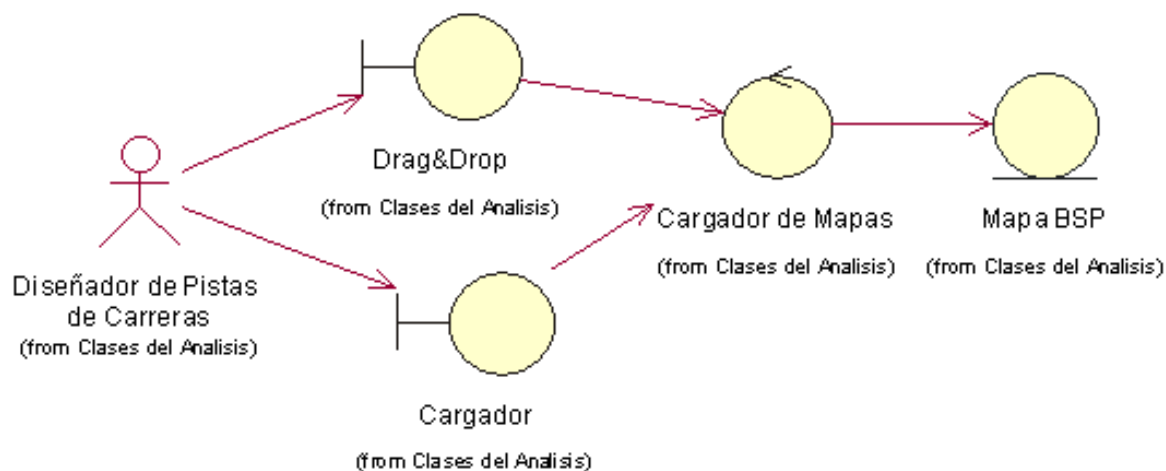 Drag&Drop
(from Clases del Analisis)
Cargador de Mapas
(from Clases del Analisis)
Mapa BSP
(from Clases del Analisis)
Diseñador de Pistas
de Carreras
(from Clases del Analisis)
Cargador
(from Clases del Analisis)